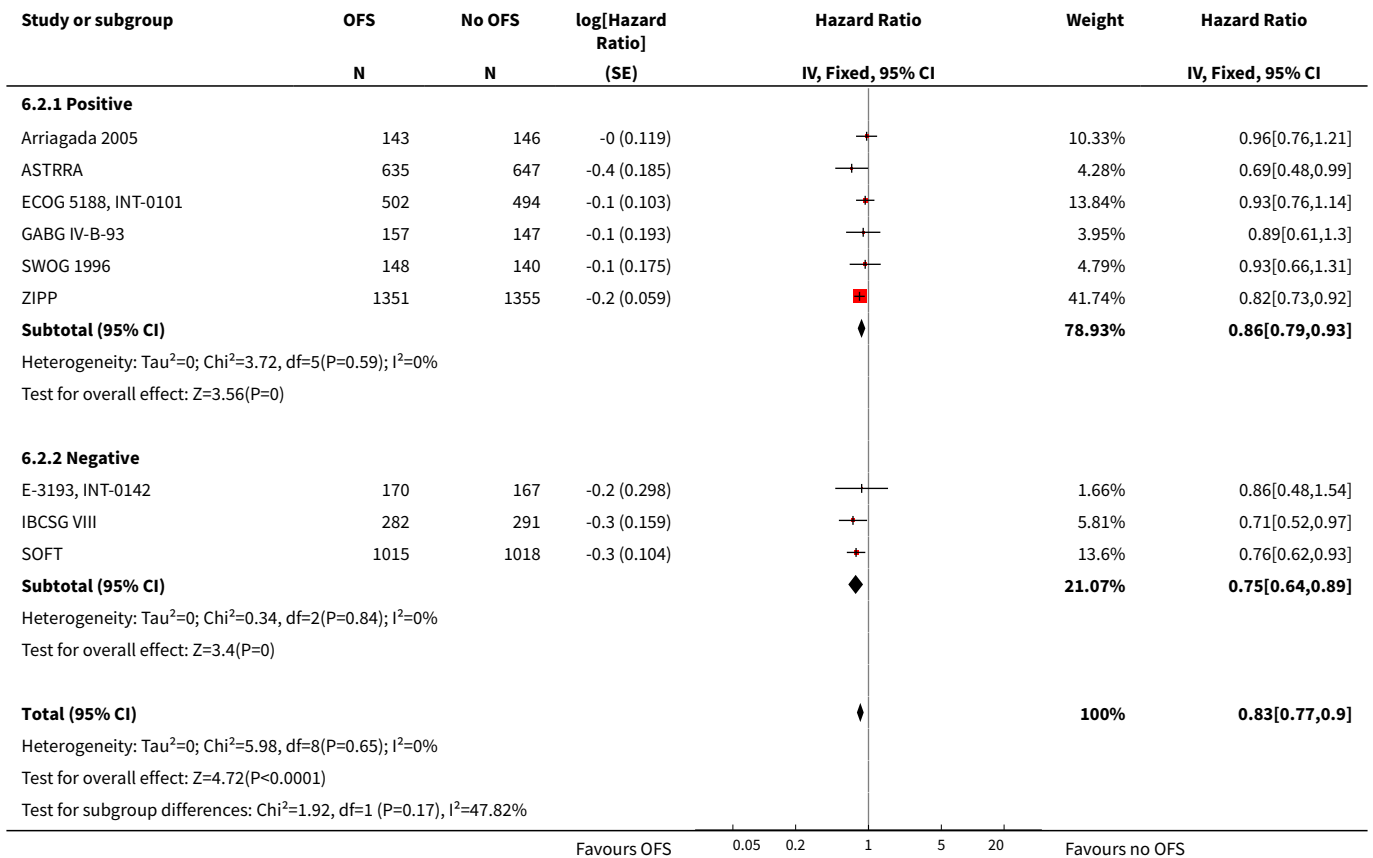 Study or subgroup OFS No OFS log[Hazard Hazard Ratio Weight Hazard Ratio
Ratio]
N N (SE) IV, Fixed, 95% CI IV, Fixed, 95% CI
6.2.1 Positive
Arriagada 2005 143 146 -0 (0.119) 10.33% 0.96[0.76,1.21]
ASTRRA 635 647 -0.4 (0.185) 4.28% 0.69[0.48,0.99]
ECOG 5188, INT-0101 502 494 -0.1 (0.103) 13.84% 0.93[0.76,1.14]
GABG IV-B-93 157 147 -0.1 (0.193) 3.95% 0.89[0.61,1.3]
SWOG 1996 148 140 -0.1 (0.175) 4.79% 0.93[0.66,1.31]
ZIPP 1351 1355 -0.2 (0.059) 41.74% 0.82[0.73,0.92]
Subtotal (95% CI) 78.93% 0.86[0.79,0.93]
Heterogeneity: Tau²=0; Chi²=3.72, df=5(P=0.59); I²=0%
Test for overall effect: Z=3.56(P=0)
6.2.2 Negative
E-3193, INT-0142 170 167 -0.2 (0.298) 1.66% 0.86[0.48,1.54]
IBCSG VIII 282 291 -0.3 (0.159) 5.81% 0.71[0.52,0.97]
SOFT 1015 1018 -0.3 (0.104) 13.6% 0.76[0.62,0.93]
Subtotal (95% CI) 21.07% 0.75[0.64,0.89]
Heterogeneity: Tau²=0; Chi²=0.34, df=2(P=0.84); I²=0%
Test for overall effect: Z=3.4(P=0)
Total (95% CI) 100% 0.83[0.77,0.9]
Heterogeneity: Tau²=0; Chi²=5.98, df=8(P=0.65); I²=0%
Test for overall effect: Z=4.72(P<0.0001)
Test for subgroup differences: Chi²=1.92, df=1 (P=0.17), I²=47.82%
Favours OFS 0.05 0.2 1 5 20 Favours no OFS